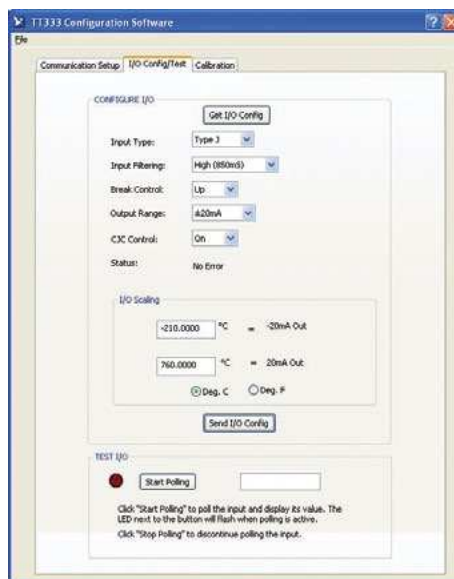 TT333 Configuration Software
File
Communication Setup I/O Config/Test Calibration
CONFIGURE I/O
Get I/O Config
Input Type: Type J
Input Filtering: High (850mS)
Break Control: Up
Output Range: ±20mA
CJC Control: On
Status: No Error
I/O Scaling
-210.0000 °C = -20mA Out
760.0000 °C = 20mA Out
Deg. C Deg. F
Send I/O Config
TEST I/O
Start Polling
Click "Start Polling" to poll the input and display its value. The
LED next to the button will flash when polling is active.
Click "Stop Polling" to discontinue polling the input.